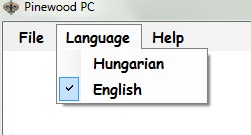 Pinewood PC
File Language Help
Hungarian
English